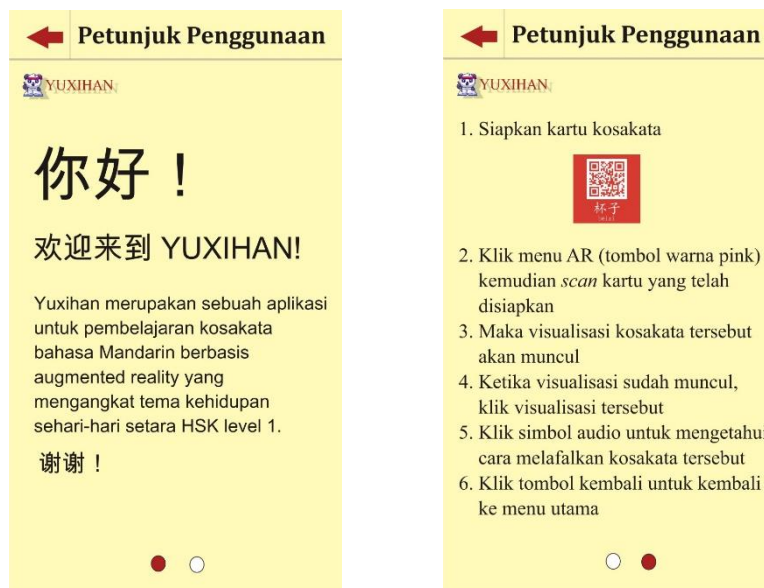 Petunjuk Penggunaan
YUXIHAN
你好！
欢迎来到 YUXIHAN!
Yuxihan merupakan sebuah aplikasi
untuk pembelajaran kosakata
bahasa Mandarin berbasis
augmented reality yang
mengangkat tema kehidupan
sehari-hari setara HSK level 1.
谢谢！
Petunjuk Penggunaan
YUXIHAN
1. Siapkan kartu kosakata
杯子
2. Klik menu AR (tombol warna pink)
kemudian scan kartu yang telah
disiapkan
3. Maka visualisasi kosakata tersebut
akan muncul
4. Ketika visualisasi sudah muncul,
klik visualisasi tersebut
5. Klik simbol audio untuk mengetahui
cara melafalkan kosakata tersebut
6. Klik tombol kembali untuk kembali
ke menu utama